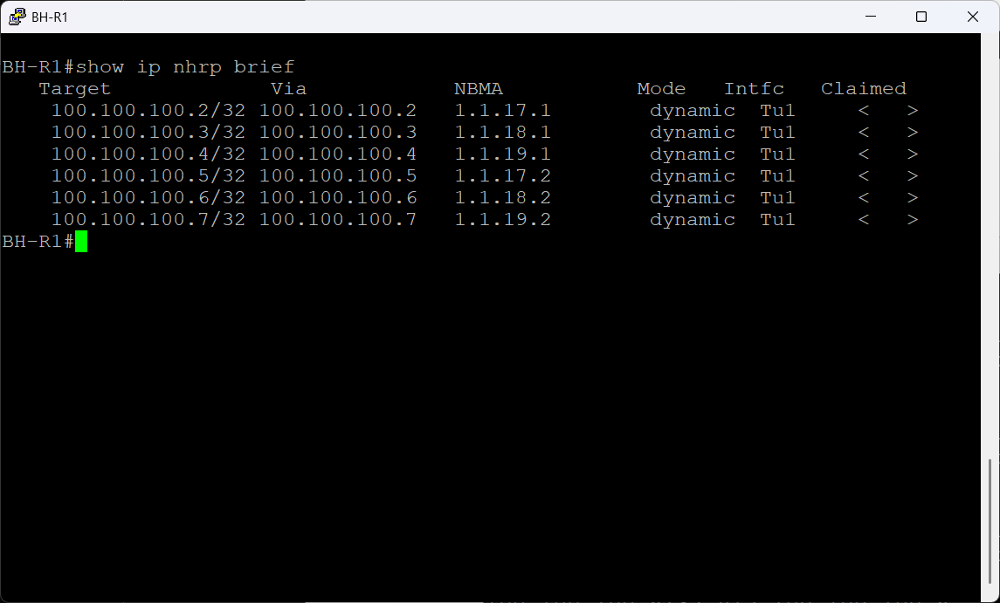 BH-R1
BH-R1#show ip nhrp brief
Target Via NBMA Mode Intfc Claimed
100.100.100.2/32 100.100.100.2 1.1.17.1 dynamic Tu1 < >
100.100.100.3/32 100.100.100.3 1.1.18.1 dynamic Tu1 < >
100.100.100.4/32 100.100.100.4 1.1.19.1 dynamic Tu1 < >
100.100.100.5/32 100.100.100.5 1.1.17.2 dynamic Tu1 < >
100.100.100.6/32 100.100.100.6 1.1.18.2 dynamic Tu1 < >
100.100.100.7/32 100.100.100.7 1.1.19.2 dynamic Tu1 < >
BH-R1#